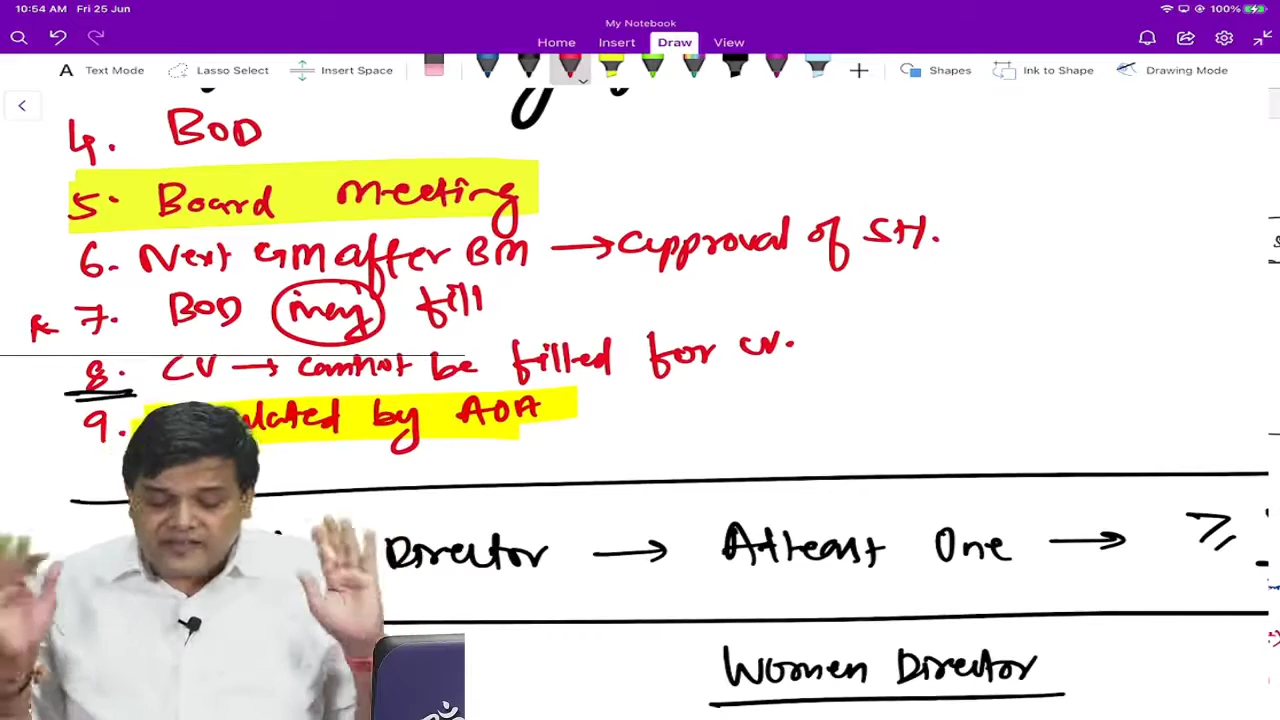 10:54 AM Fri 25 Jun
100%
My Notebook
Home Insert Draw View
Text Mode Lasso Select Insert Space Shapes Ink to Shape Drawing Mode
4. BOD
5. Board Meeting
6. Next GM after BM → approval of SH.
7. BOD may fill
8. CV → cannot be filled for CV.
9. by AOA
Director → Atleast One → ≥
Women Director